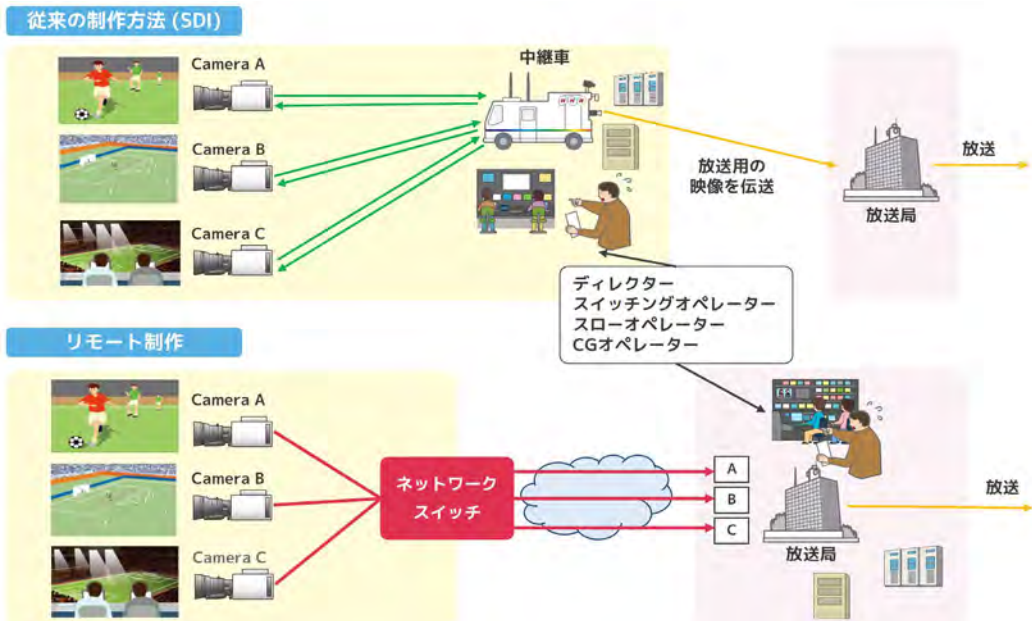 従来の制作方法 (SDI)
中継車
Camera A
Camera B
Camera C
放送用の
映像を伝送
放送局
放送
ディレクター
スイッチングオペレーター
スローオペレーター
CGオペレーター
リモート制作
Camera A
Camera B
Camera C
ネットワーク
スイッチ
A
B
C
放送局
放送